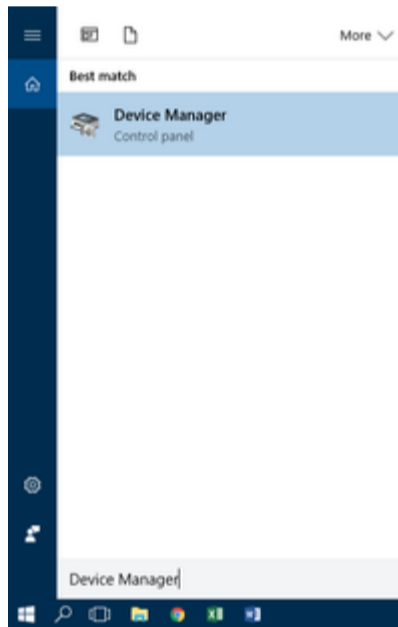 More
Best match
Device Manager
Control panel
Device Manager